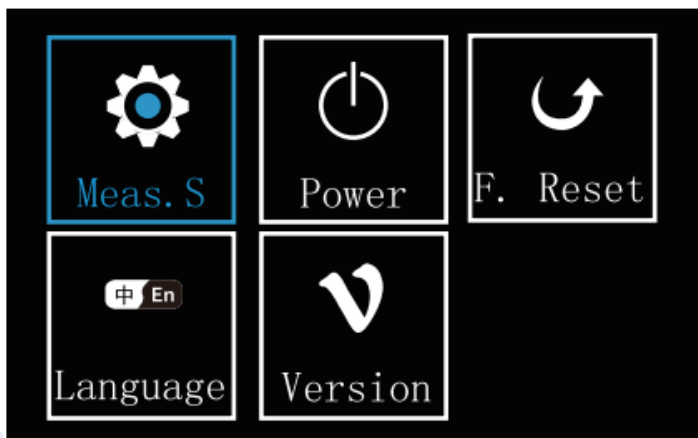 Meas.S
Power
F. Reset
中 En
Language
Version